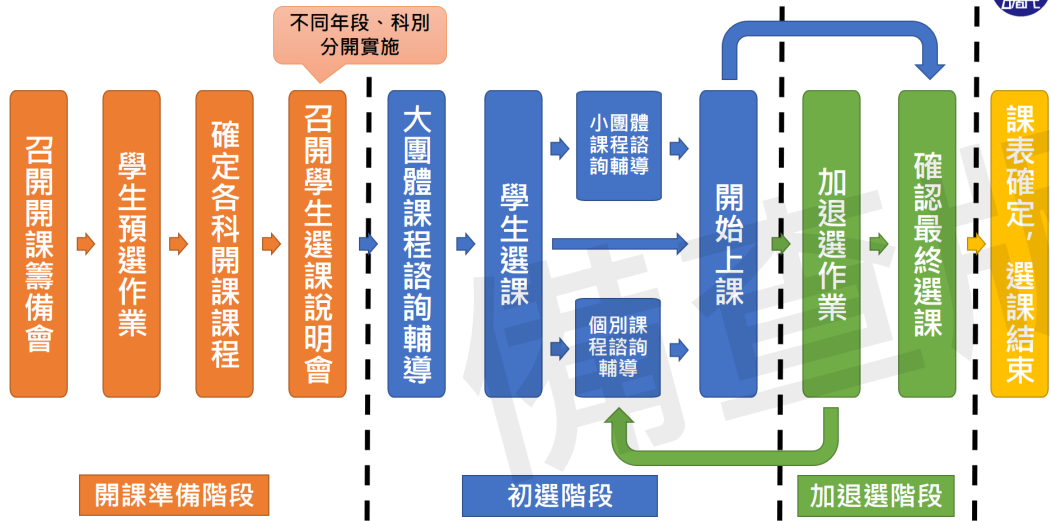 不同年段、科別
分開實施
召開開課籌備會
學生預選作業
確定各科開課課程
召開學生選課說明會
大團體課程諮詢輔導
學生選課
小團體
課程諮
詢輔導
個別課
程諮詢
輔導
開始上課
加退選作業
確認最終選課
課表確定，選課結束
開課準備階段
初選階段
加退選階段
備查